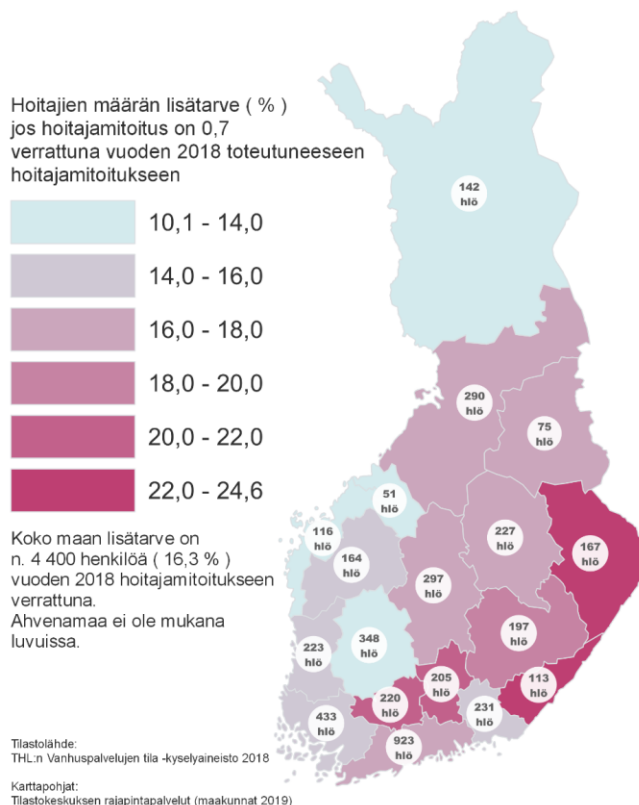 Hoitajien määrän lisätarve ( % )
jos hoitajamitoitus on 0,7
verrattuna vuoden 2018 toteutuneeseen
hoitajamitoitukseen
10,1 - 14,0
14,0 - 16,0
16,0 - 18,0
18,0 - 20,0
20,0 - 22,0
22,0 - 24,6
Koko maan lisätarve on
n. 4 400 henkilöä ( 16,3 % )
vuoden 2018 hoitajamitoitukseen
verrattuna.
Ahvenamaa ei ole mukana
luvuissa.
Tilastolähde:
THL:n Vanhuspalvelujen tila -kyselyaineisto 2018
Karttapohjat:
Tilastokeskuksen rajapintapalvelut (maakunnat 2019)
142
hlö
290
hlö
75
hlö
51
hlö
116
hlö
164
hlö
227
hlö
167
hlö
297
hlö
197
hlö
348
hlö
223
hlö
205
hlö
113
hlö
220
hlö
231
hlö
433
hlö
923
hlö